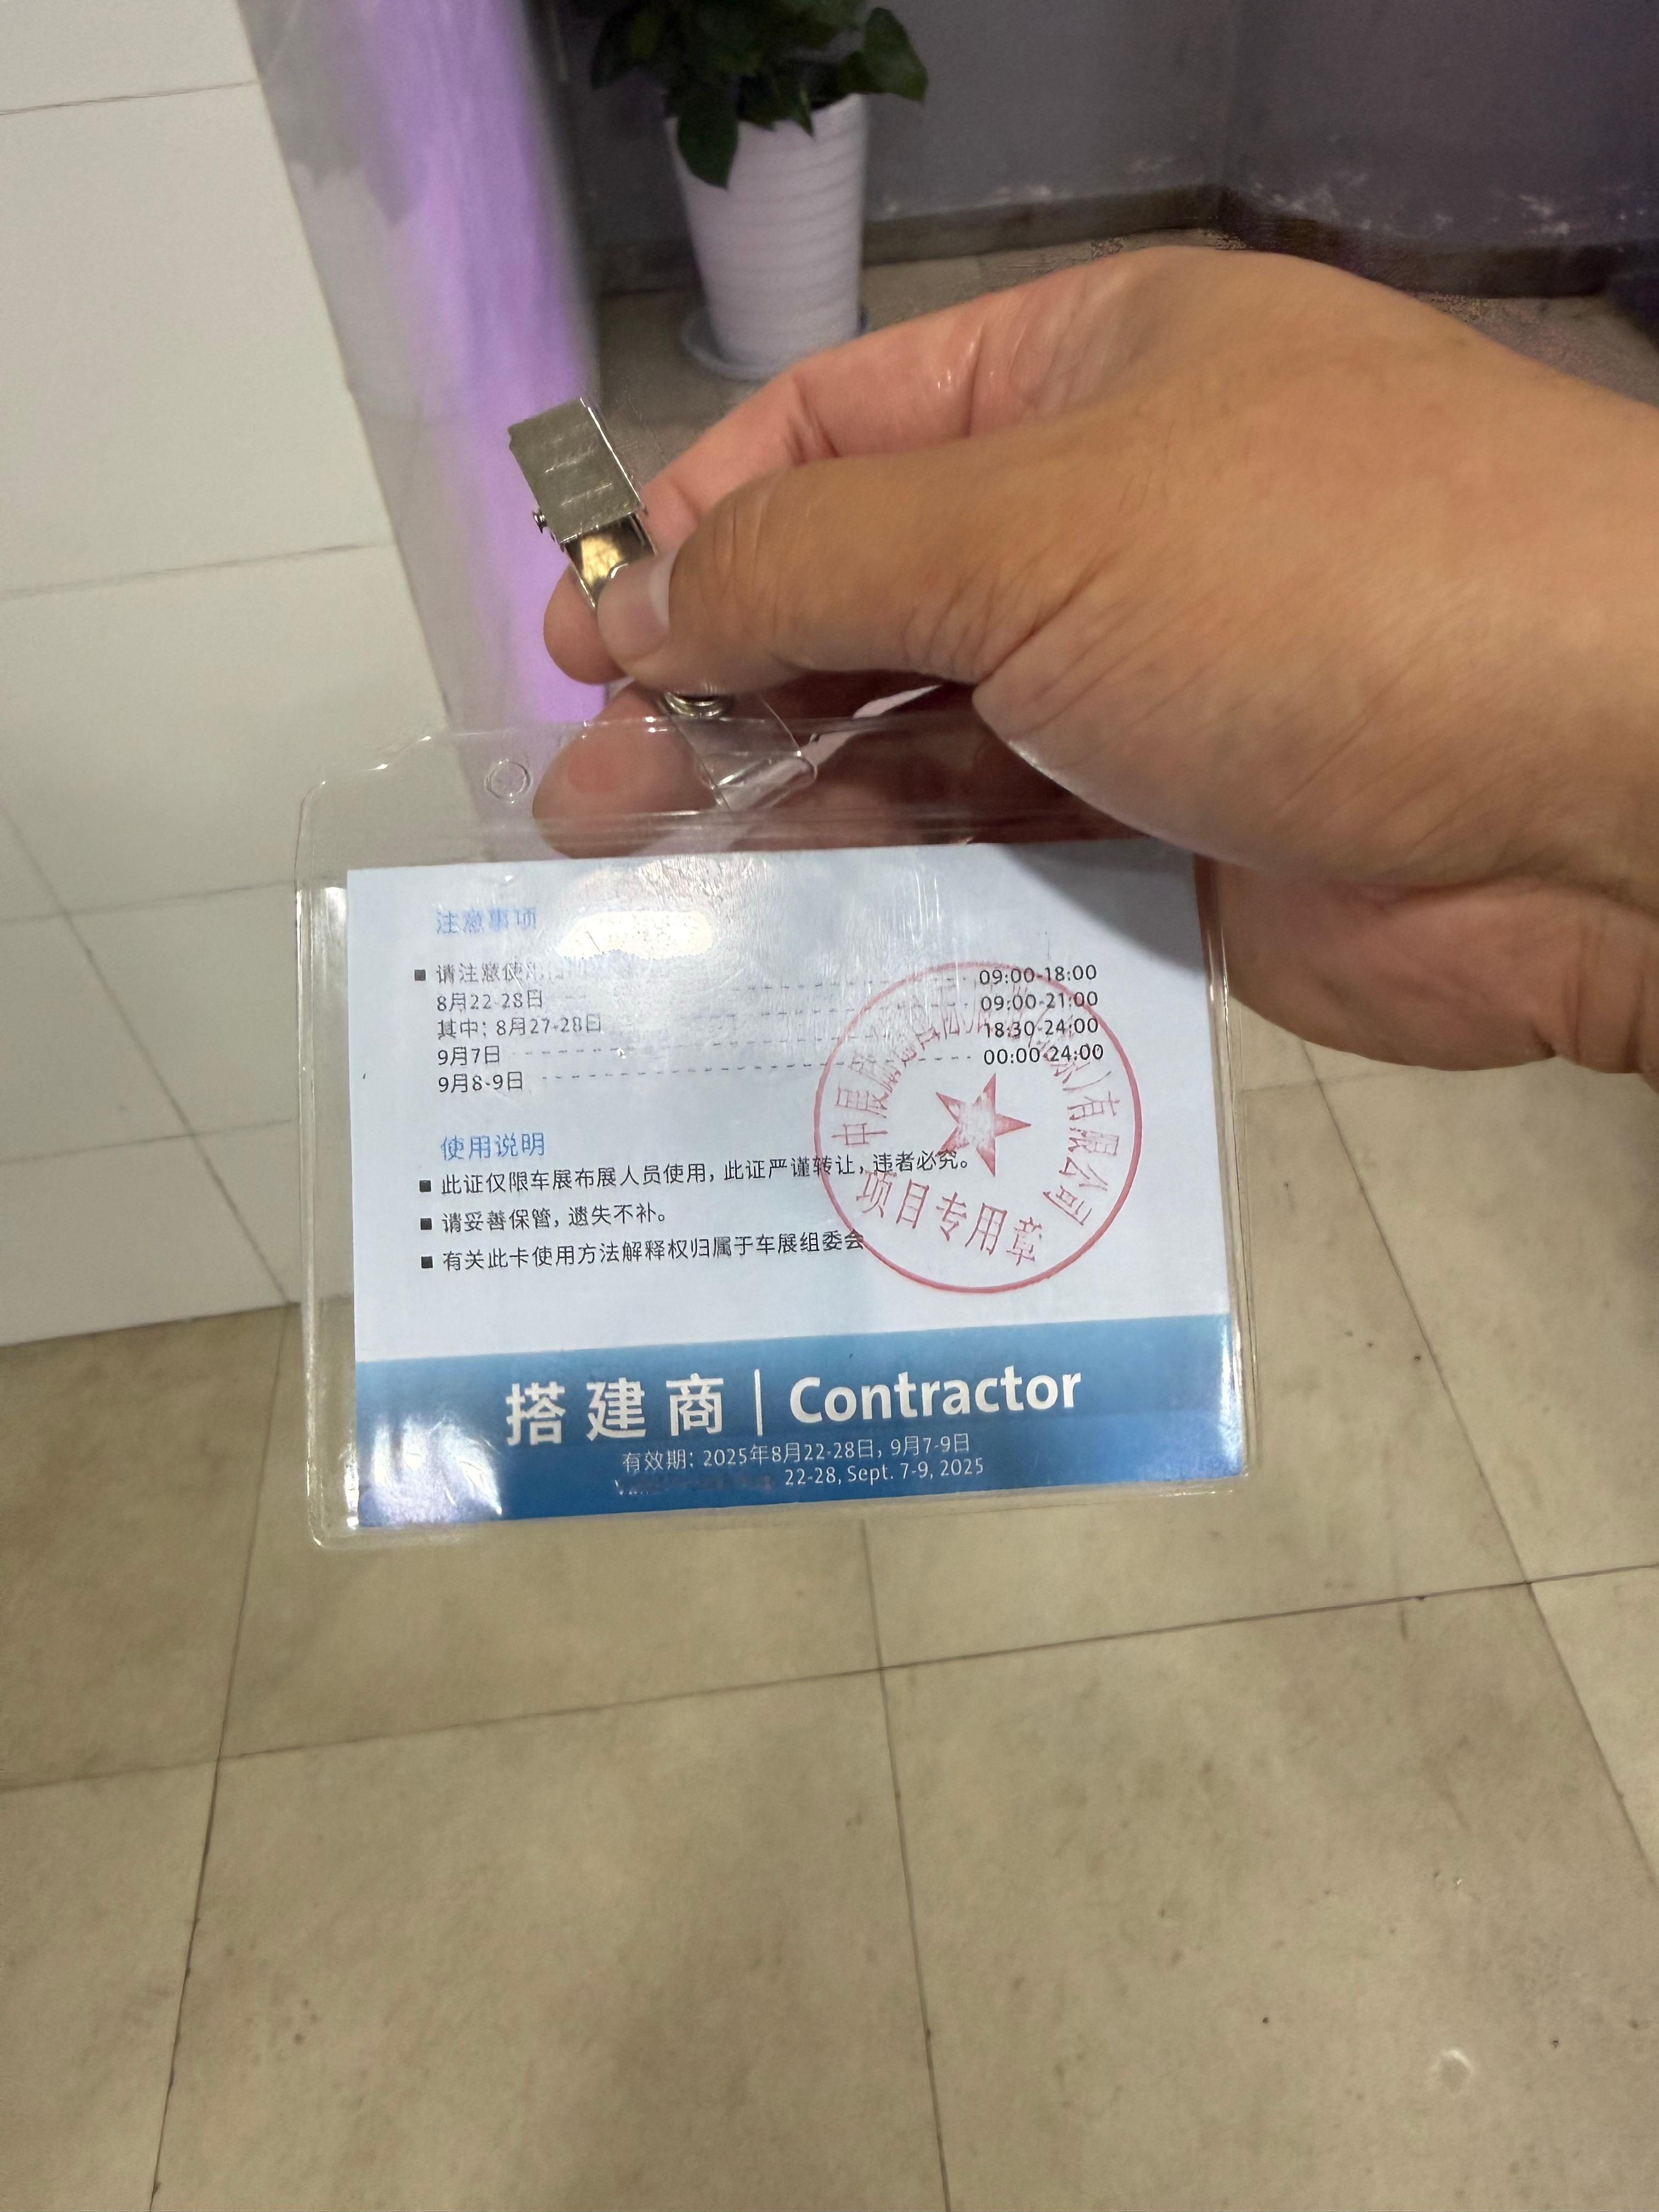 注意事项
■ 请注意使用
8月22-28日 09:00-18:00
其中：8月27-28日 09:00-21:00
9月7日 18:30-24:00
9月8-9日 00:00-24:00
使用说明
■ 此证仅限车展布展人员使用，此证严谨转让，违者必究。
■ 请妥善保管，遗失不补。
■ 有关此卡使用方法解释权归属于车展组委会
有限公司
项目专用章
搭建商 | Contractor
有效期：2025年8月22-28日，9月7-9日
22-28, Sept. 7-9, 2025